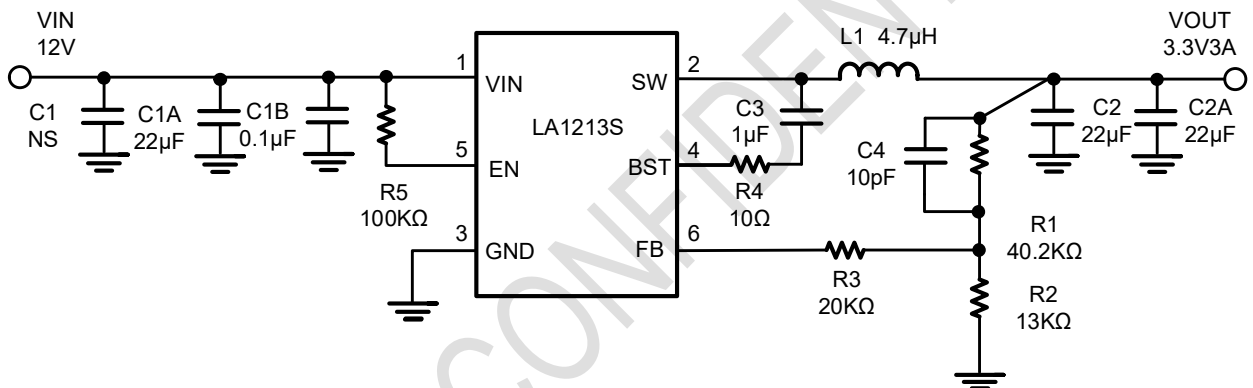 VIN
12V
C1
NS
C1A
22µF
C1B
0.1µF
R5
100KΩ
1
VIN
5
EN
3
GND
LA1213S
SW
2
BST
4
FB
6
L1 4.7µH
C3
1µF
R4
10Ω
C4
10pF
R3
20KΩ
R1
40.2KΩ
R2
13KΩ
C2
22µF
C2A
22µF
VOUT
3.3V3A
CONFIDENT